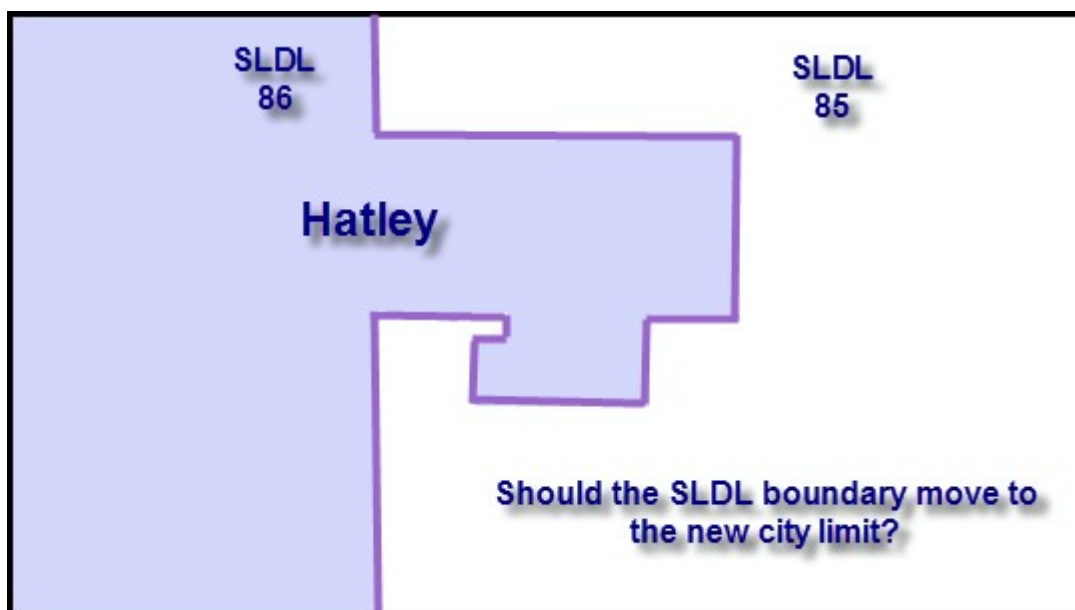 SLDL
86
SLDL
85
Hatley
Should the SLDL boundary move to
the new city limit?